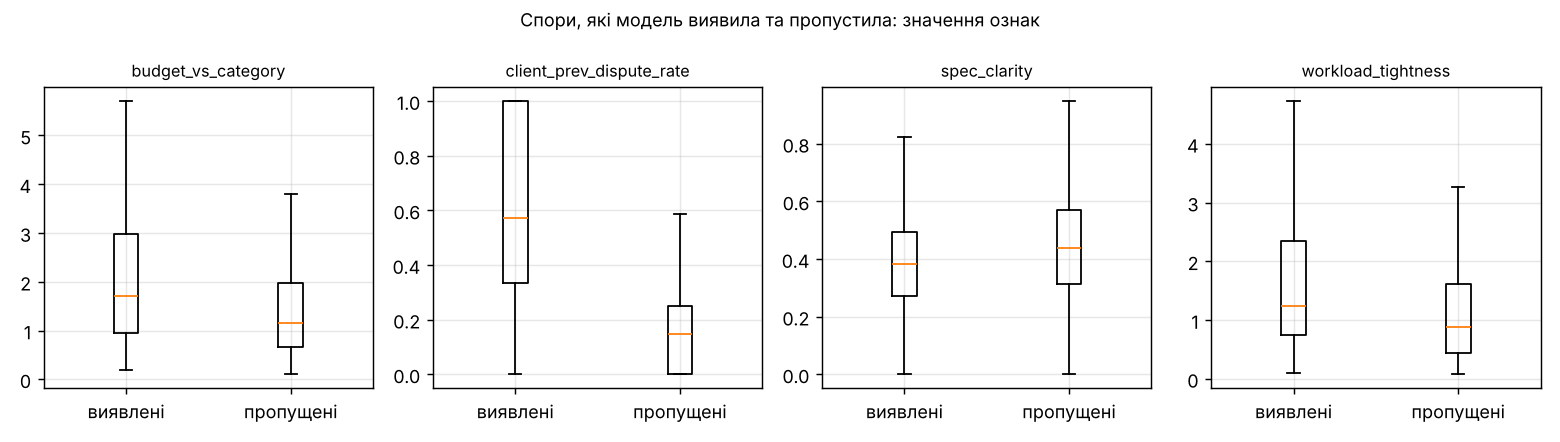 Спори, які модель виявила та пропустила: значення ознак
budget_vs_category
5
4
3
2
1
0
виявлені пропущені
client_prev_dispute_rate
1.0
0.8
0.6
0.4
0.2
0.0
виявлені пропущені
spec_clarity
0.8
0.6
0.4
0.2
0.0
виявлені пропущені
workload_tightness
4
3
2
1
0
виявлені пропущені